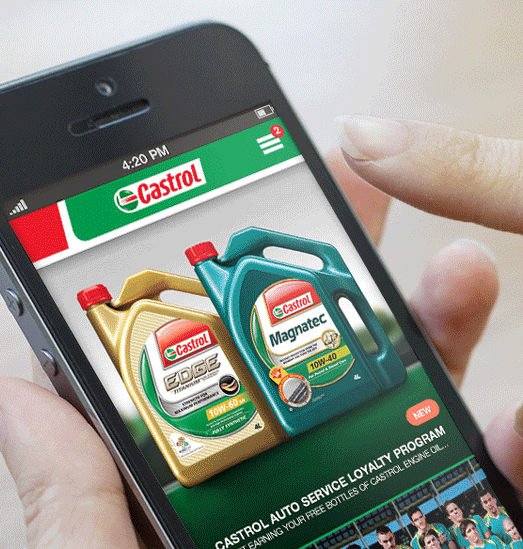 4:20 PM
2
Castrol
Castrol
EDGE
TITANIUM
10W-60
FULLY SYNTHETIC
4L
Castrol
Magnatec
10W-40
4L
NEW
CASTROL AUTO SERVICE LOYALTY PROGRAM
EARNING YOUR FREE BOTTLES OF CASTROL ENGINE OIL...